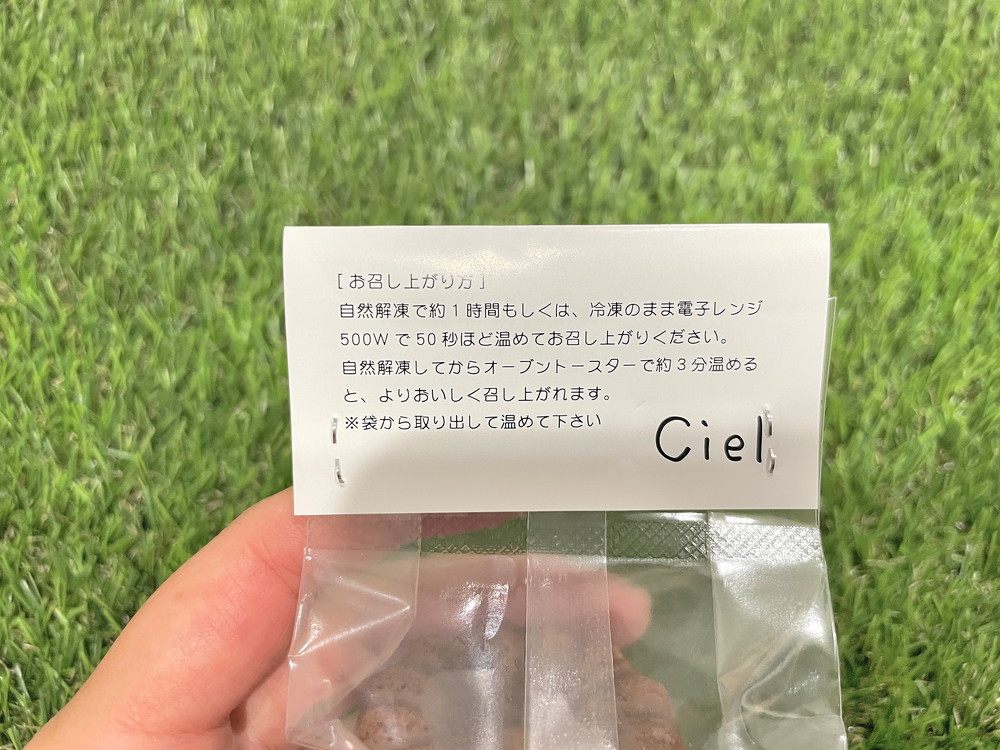 [お召し上がり方]
自然解凍で約1時間もしくは、冷凍のまま電子レンジ
500Wで50秒ほど温めてお召し上がりください。
自然解凍してからオーブントースターで約3分温める
と、よりおいしく召し上がれます。
※袋から取り出して温めて下さい
Ciel